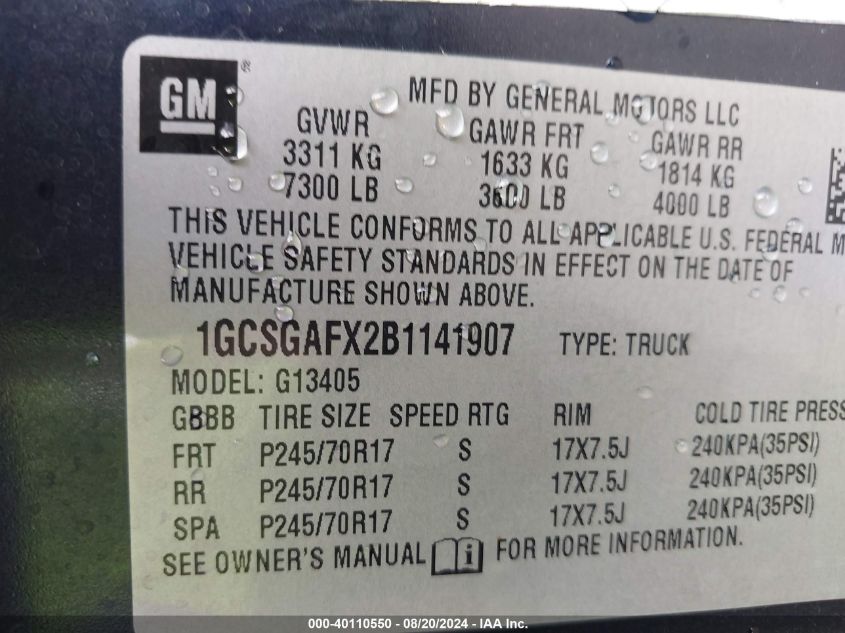 GM ®
MFD BY GENERAL MOTORS LLC
GVWR GAWR FRT GAWR RR
3311 KG 1633 KG 1814 KG
7300 LB 3600 LB 4000 LB
THIS VEHICLE CONFORMS TO ALL APPLICABLE U.S. FEDERAL M
VEHICLE SAFETY STANDARDS IN EFFECT ON THE DATE OF
MANUFACTURE SHOWN ABOVE.
1GCSGAFX2B1141907 TYPE: TRUCK
MODEL: G13405
GBBB TIRE SIZE SPEED RTG RIM COLD TIRE PRESS
FRT P245/70R17 S 17X7.5J 240KPA(35PSI)
RR P245/70R17 S 17X7.5J 240KPA(35PSI)
SPA P245/70R17 S 17X7.5J 240KPA(35PSI)
SEE OWNER'S MANUAL i FOR MORE INFORMATION.
000-40110550 - 08/20/2024 - IAA Inc.